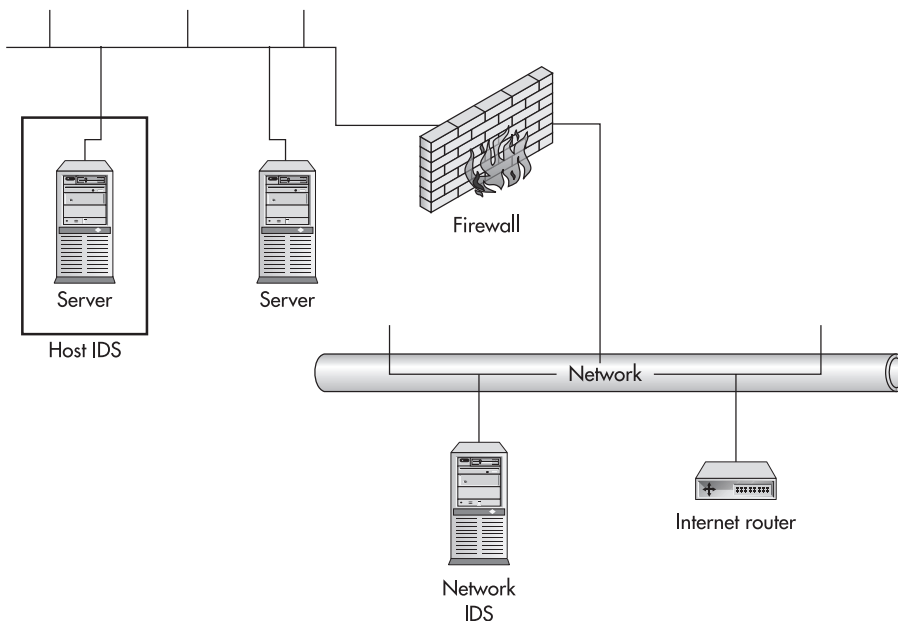 Firewall
Server
Server
Host IDS
Network
Internet router
Network
IDS